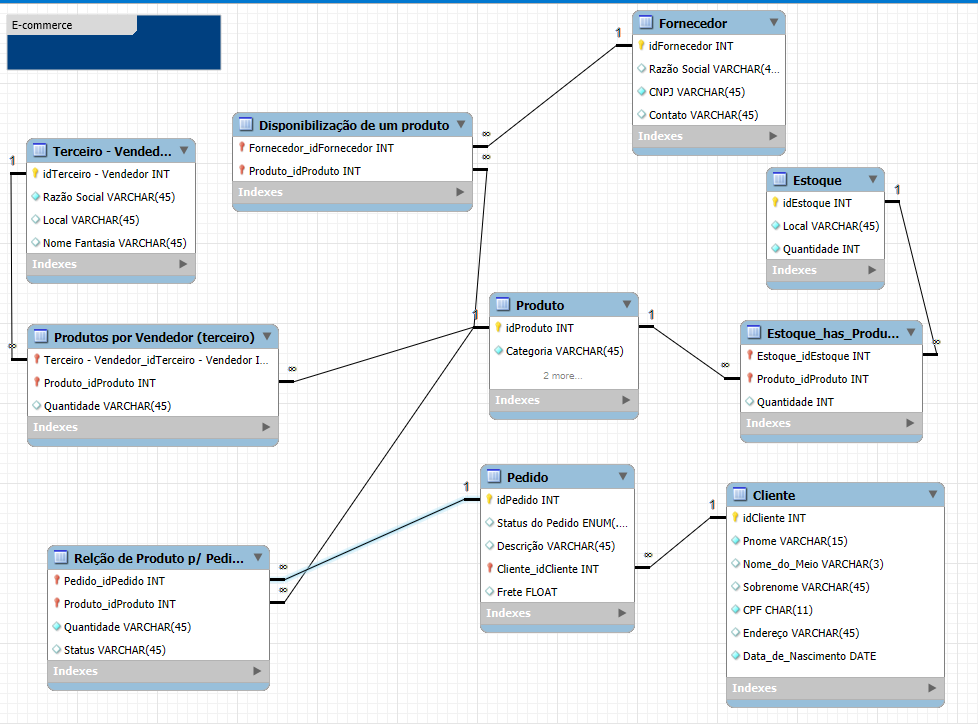 E-commerce
Fornecedor
idFornecedor INT
Razão Social VARCHAR(4...
CNPJ VARCHAR(45)
Contato VARCHAR(45)
Indexes
1
Disponibilização de um produto
Fornecedor_idFornecedor INT
Produto_idProduto INT
Indexes
∞
∞
Terceiro - Vended...
idTerceiro - Vendedor INT
Razão Social VARCHAR(45)
Local VARCHAR(45)
Nome Fantasia VARCHAR(45)
Indexes
1
Estoque
idEstoque INT
Local VARCHAR(45)
Quantidade INT
Indexes
1
Produto
idProduto INT
Categoria VARCHAR(45)
2 more...
Indexes
1
1
Produtos por Vendedor (terceiro)
Terceiro - Vendedor_idTerceiro - Vendedor I...
Produto_idProduto INT
Quantidade VARCHAR(45)
Indexes
∞
∞
Estoque_has_Produ...
Estoque_idEstoque INT
Produto_idProduto INT
Quantidade INT
Indexes
∞
∞
Pedido
idPedido INT
Status do Pedido ENUM(...
Descrição VARCHAR(45)
Cliente_idCliente INT
Frete FLOAT
Indexes
1
∞
Cliente
idCliente INT
Pnome VARCHAR(15)
Nome_do_Meio VARCHAR(3)
Sobrenome VARCHAR(45)
CPF CHAR(11)
Endereço VARCHAR(45)
Data_de_Nascimento DATE
Indexes
1
Relção de Produto p/ Pedi...
Pedido_idPedido INT
Produto_idProduto INT
Quantidade VARCHAR(45)
Status VARCHAR(45)
Indexes
∞
∞